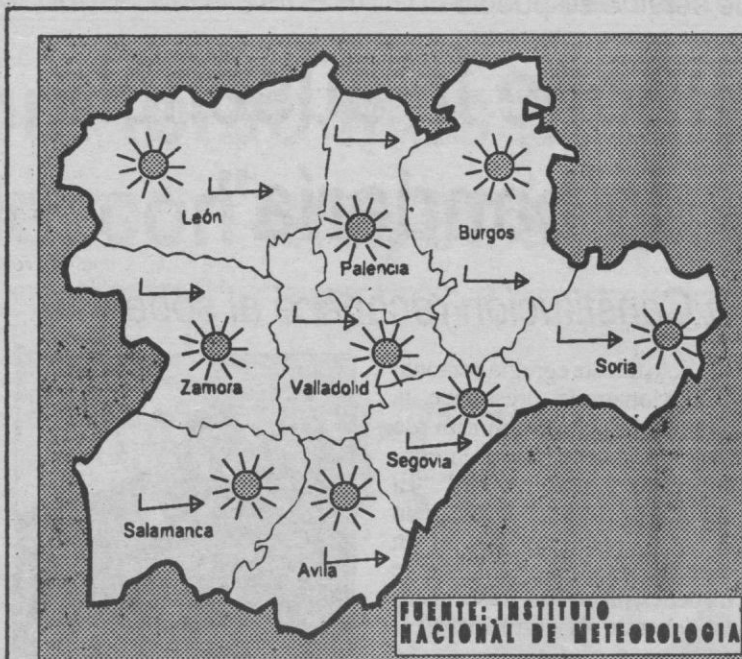 León
Burgos
Palencia
Soria
Zamora
Valladolid
Segovia
Salamanca
Avila
FUENTE: INSTITUTO
NACIONAL DE METEOROLOGIA